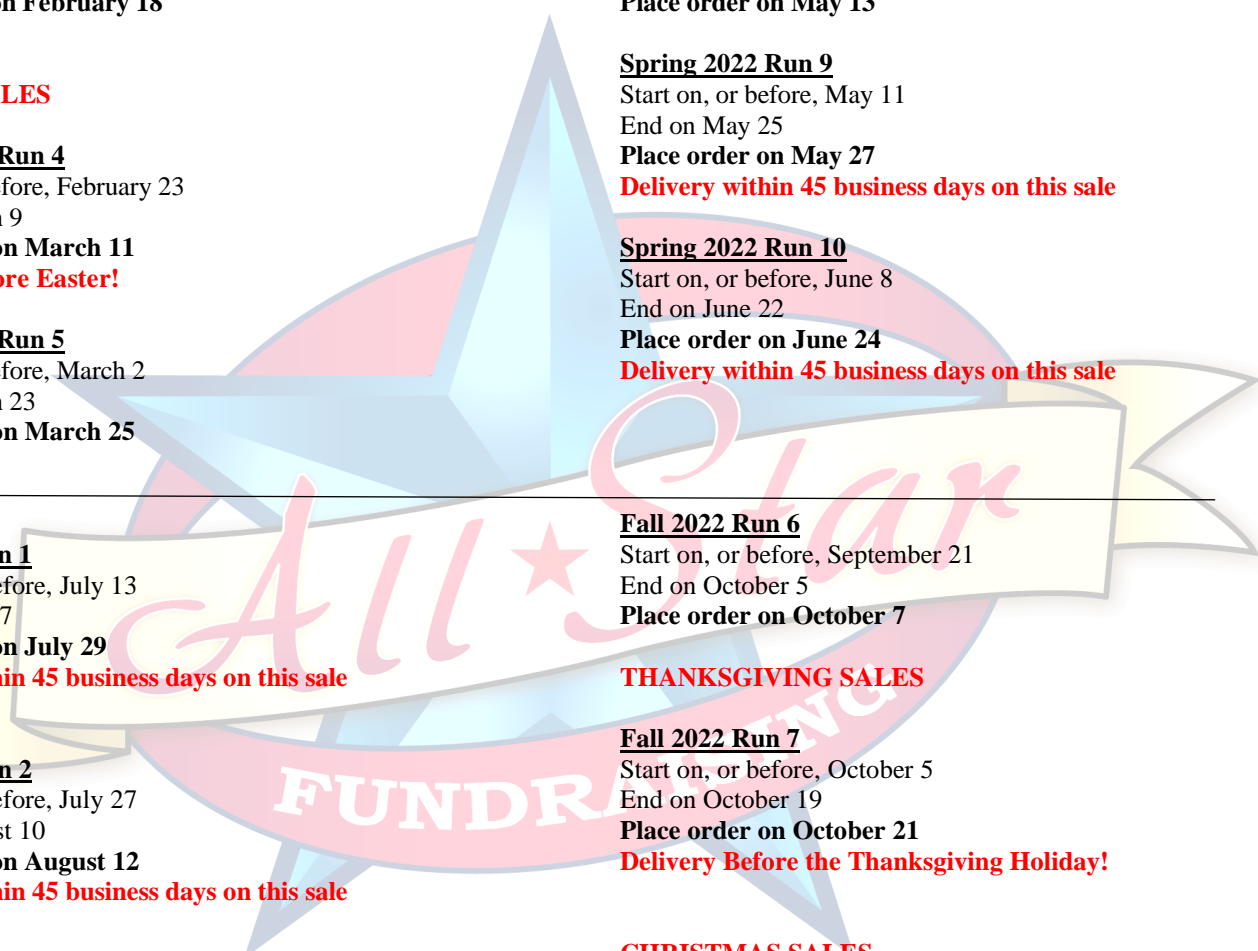 on February 18
LES
Run 4
efore, February 23
9
on March 11
ore Easter!
Run 5
efore, March 2
23
on March 25
Place order on May 13
Spring 2022 Run 9
Start on, or before, May 11
End on May 25
Place order on May 27
Delivery within 45 business days on this sale
Spring 2022 Run 10
Start on, or before, June 8
End on June 22
Place order on June 24
Delivery within 45 business days on this sale
n 1
efore, July 13
7
on July 29
hin 45 business days on this sale
n 2
efore, July 27
st 10
on August 12
hin 45 business days on this sale
Fall 2022 Run 6
Start on, or before, September 21
End on October 5
Place order on October 7
THANKSGIVING SALES
Fall 2022 Run 7
Start on, or before, October 5
End on October 19
Place order on October 21
Delivery Before the Thanksgiving Holiday!
CHRISTMAS SALES
All★Star
FUNDRAISING